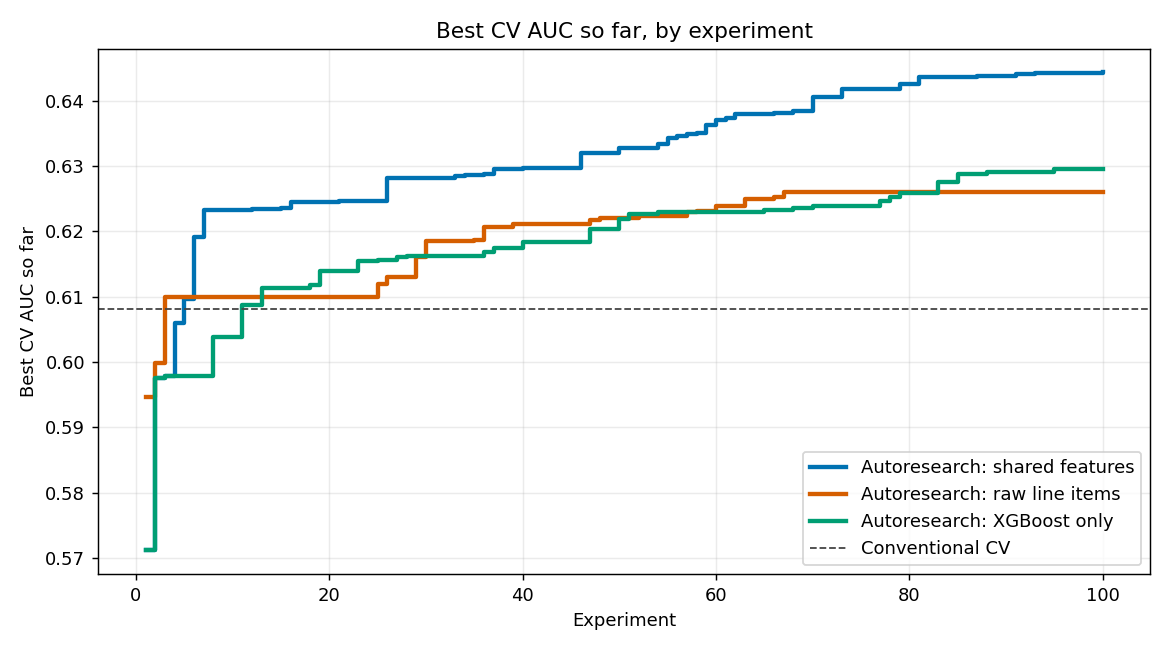 Best CV AUC so far, by experiment
Best CV AUC so far
0.64
0.63
0.62
0.61
0.60
0.59
0.58
0.57
Autoresearch: shared features
Autoresearch: raw line items
Autoresearch: XGBoost only
Conventional CV
0 20 40 60 80 100
Experiment